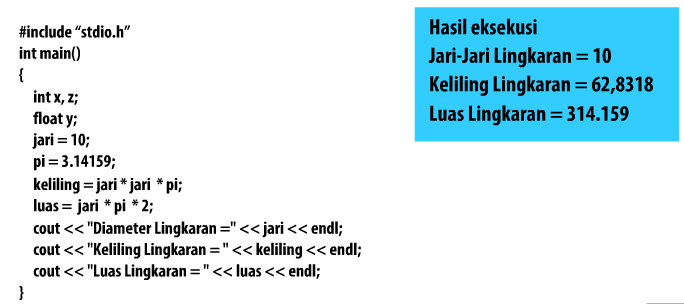 #include “stdio.h”
int main()
{
int x, z;
float y;
jari = 10;
pi = 3.14159;
keliling = jari * jari * pi;
luas = jari * pi * 2;
cout << "Diameter Lingkaran =" << jari << endl;
cout << "Keliling Lingkaran = " << keliling << endl;
cout << "Luas Lingkaran = " << luas << endl;
}
Hasil eksekusi
Jari-Jari Lingkaran = 10
Keliling Lingkaran = 62,8318
Luas Lingkaran = 314.159